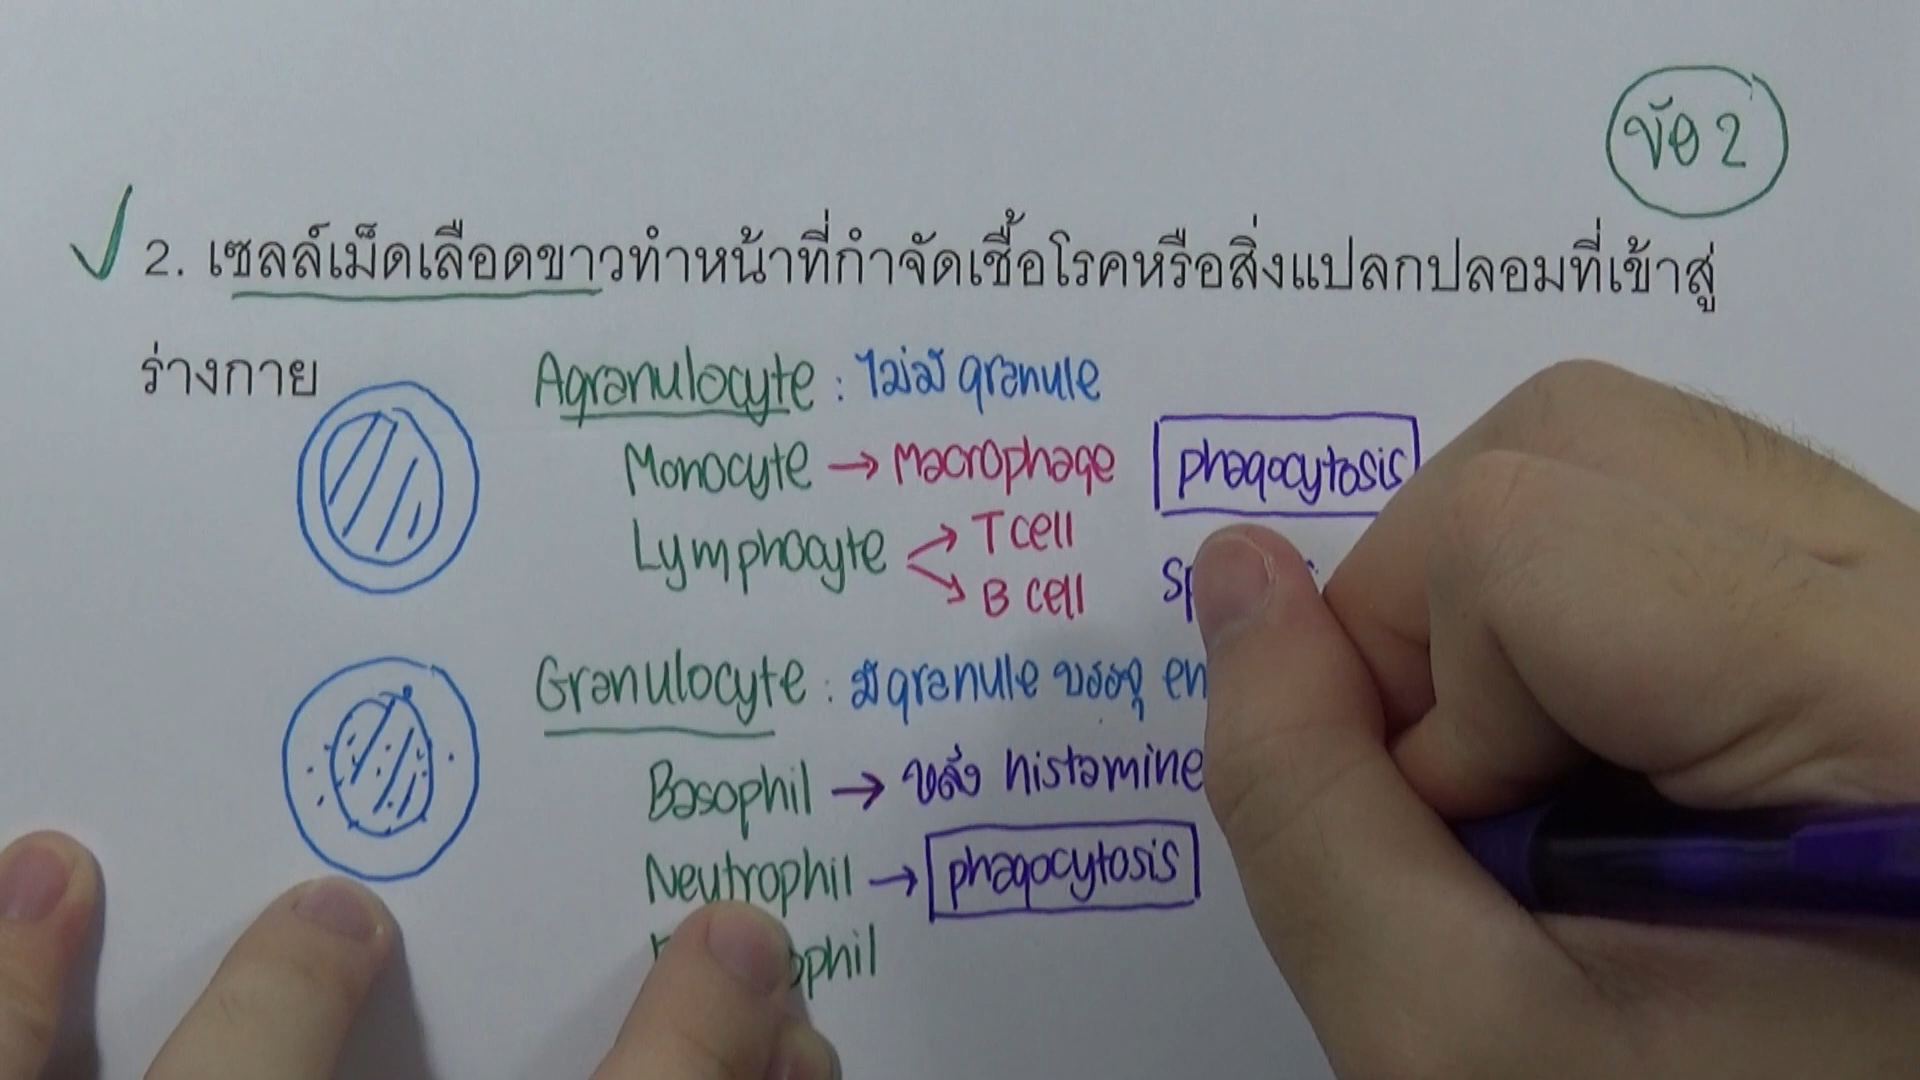 ข้อ 2
2. เซลล์เม็ดเลือดขาวทำหน้าที่กำจัดเชื้อโรคหรือสิ่งแปลกปลอมที่เข้าสู่
ร่างกาย
Agranulocyte : ไม่มี granule
Monocyte → Macrophage phagocytosis
Lymphocyte → T cell
→ B cell
Granulocyte : มี granule บรรจุ
Basophil → หลั่ง histamine
Neutrophil → phagocytosis